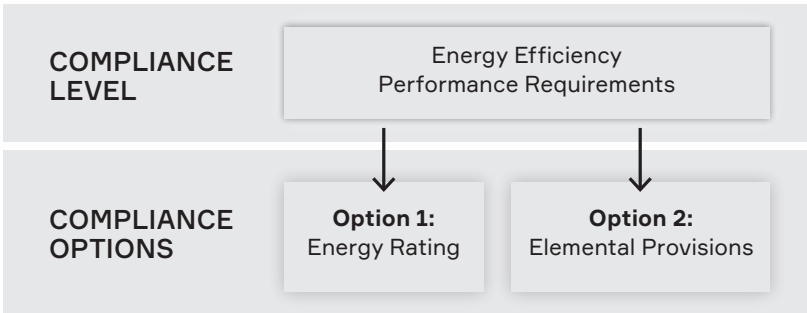 COMPLIANCE
LEVEL
Energy Efficiency
Performance Requirements
COMPLIANCE
OPTIONS
Option 1:
Energy Rating
Option 2:
Elemental Provisions